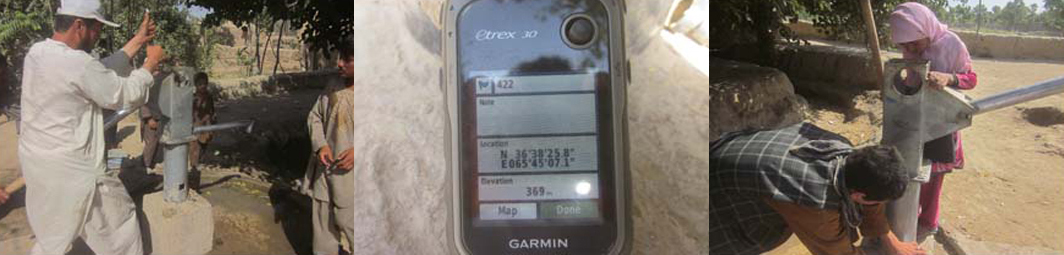 etrex 30
422
Note
Location
N 36°38'25.8"
E065°45'07.1"
Elevation
369 m
Map Done
GARMIN